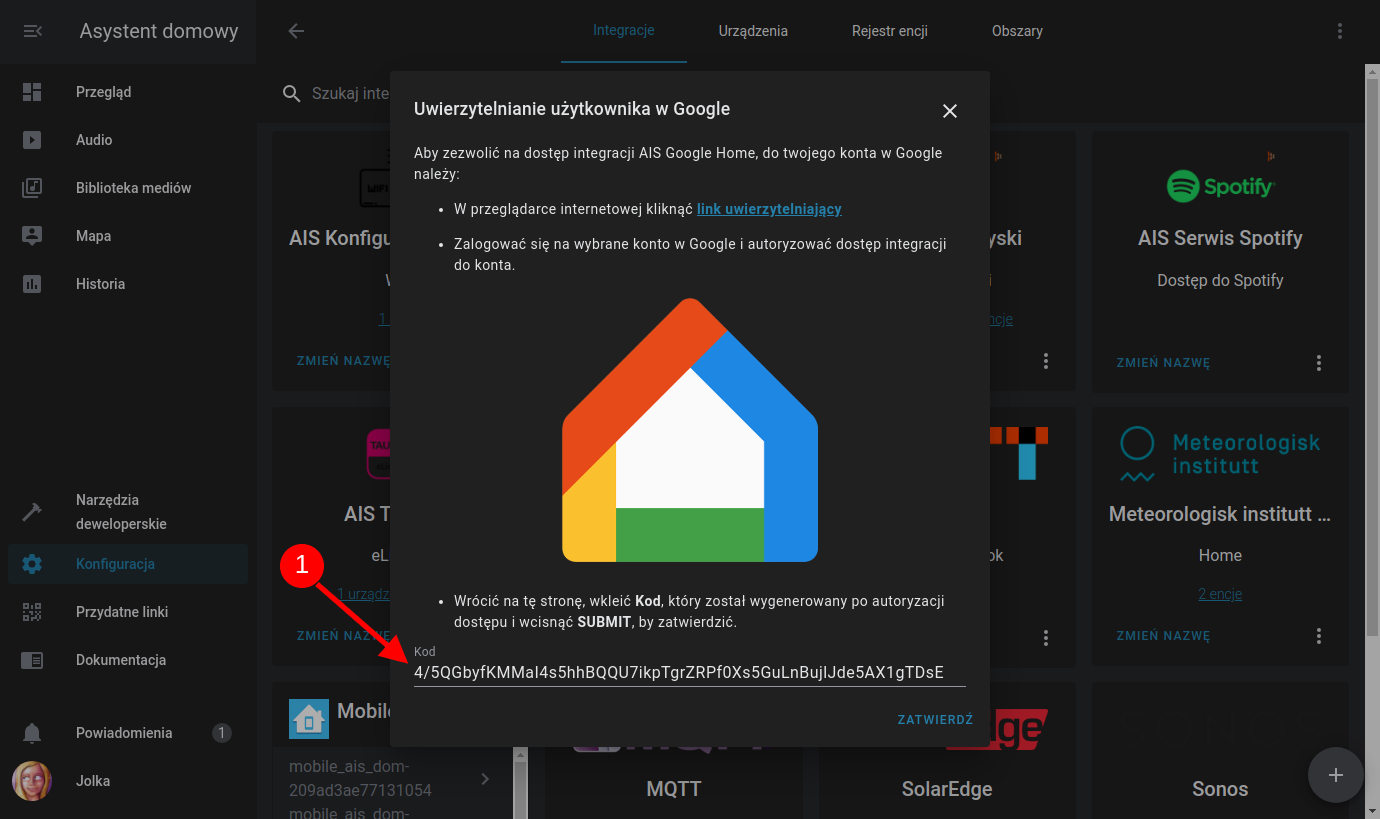 Asystent domowy
Integracje
Urządzenia
Rejestr encji
Obszary
Przegląd
Audio
Biblioteka mediów
Mapa
Historia
Narzędzia
deweloperskie
Konfiguracja
Przydatne linki
Dokumentacja
Powiadomienia
1
Jolka
Szukaj inte
Uwierzytelnianie użytkownika w Google
Aby zezwolić na dostęp integracji AIS Google Home, do twojego konta w Google
należy:
W przeglądarce internetowej kliknąć link uwierzytelniający
Zalogować się na wybrane konto w Google i autoryzować dostęp integracji
do konta.
Wrócić na tę stronę, wkleić Kod, który został wygenerowany po autoryzacji
dostępu i wcisnąć SUBMIT, by zatwierdzić.
1
Kod
4/5QGbyfKMMaI4s5hhBQQU7ikpTgrZRPf0Xs5GuLnBujIJde5AX1gTDsE
ZATWIERDŹ
WIFI
AIS Konfigu
1
ZMIEŃ NAZWĘ
yski
encje
Spotify
AIS Serwis Spotify
Dostęp do Spotify
ZMIEŃ NAZWĘ
TAU
AIS T
eL
1 urządz
ZMIEŃ NAZWĘ
ok
Meteorologisk
institutt
Meteorologisk institutt ...
Home
2 encje
ZMIEŃ NAZWĘ
Mobile
mobile_ais_dom-
209ad3ae77131054
mobile_ais_dom-
MQTT
SolarEdge
Sonos